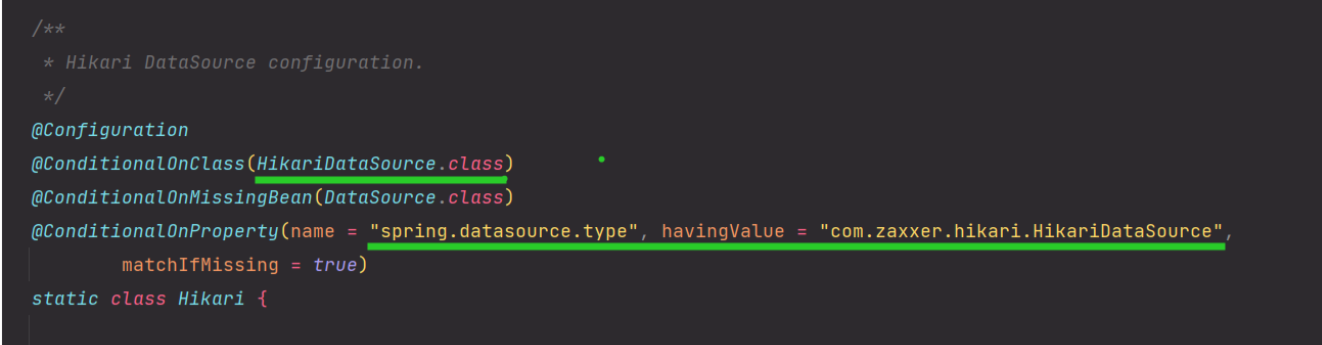 /**
 * Hikari DataSource configuration.
 */
@Configuration
@ConditionalOnClass(HikariDataSource.class)
@ConditionalOnMissingBean(DataSource.class)
@ConditionalOnProperty(name = "spring.datasource.type", havingValue = "com.zaxxer.hikari.HikariDataSource",
        matchIfMissing = true)
static class Hikari {